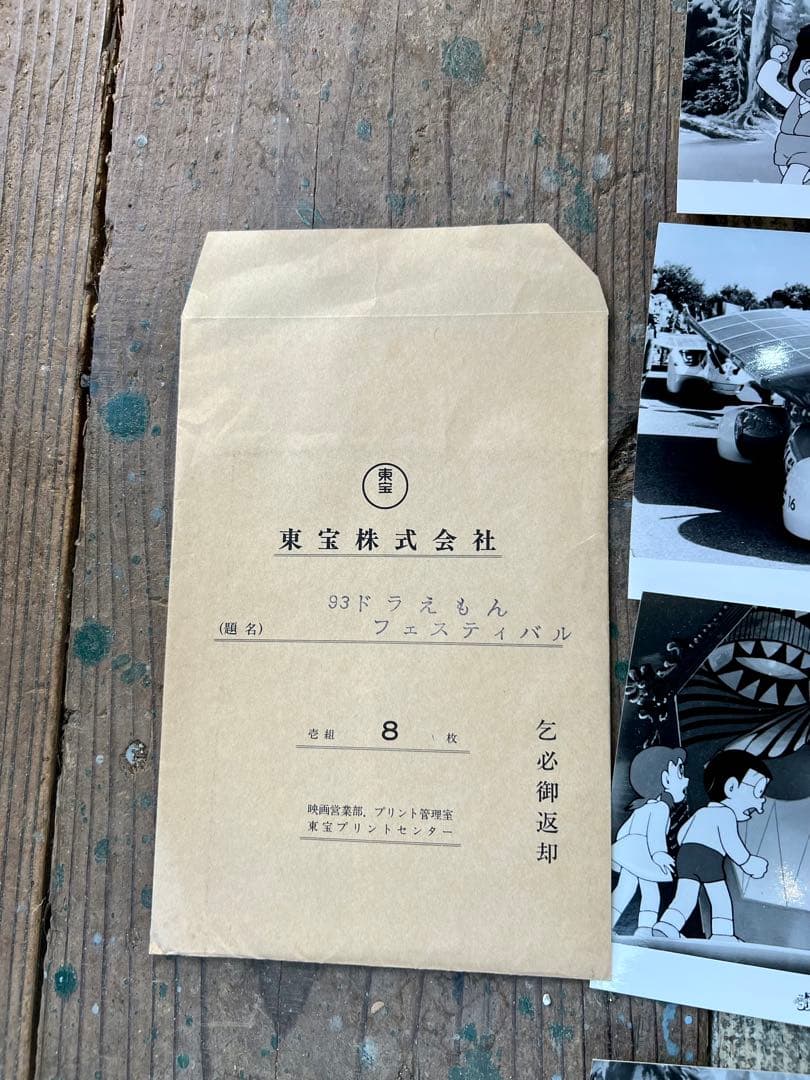 東宝
東宝株式会社
93ドラえもん
(題名) フェスティバル
壱組 8 枚
乞必御返却
映画営業部．プリント管理室
東宝プリントセンター
16